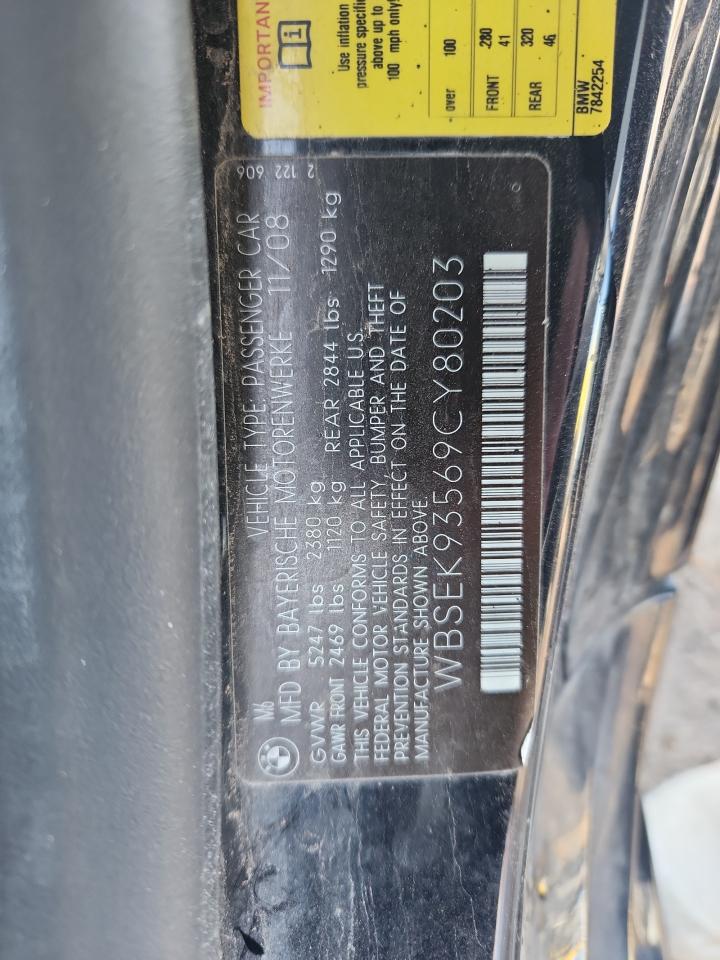 M6
VEHICLE TYPE: PASSENGER CAR
2 122 606
MFD BY BAYERISCHE MOTORENWERKE 11/08
GVWR 5247 lbs 2380 kg
GAWR FRONT 2469 lbs 1120 kg REAR 2844 lbs 1290 kg
THIS VEHICLE CONFORMS TO ALL APPLICABLE U.S.
FEDERAL MOTOR VEHICLE SAFETY, BUMPER AND THEFT
PREVENTION STANDARDS IN EFFECT ON THE DATE OF
MANUFACTURE SHOWN ABOVE
WBSEK93569CY80203
IMPORTAN
Use inflation
pressure specifi
above up to
100 mph only!
over 100
FRONT 280
41
REAR 320
46
BMW
7842254